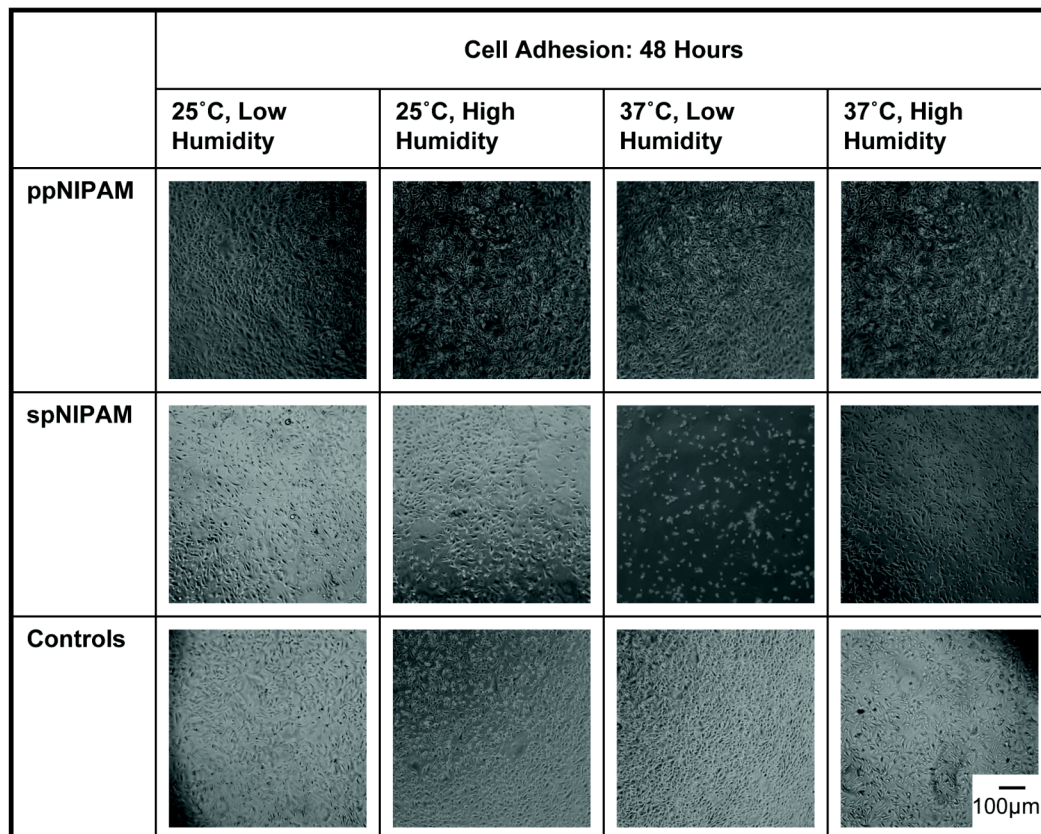 Cell Adhesion: 48 Hours
25˚C, Low
Humidity
25˚C, High
Humidity
37˚C, Low
Humidity
37˚C, High
Humidity
ppNIPAM
spNIPAM
Controls
100µm